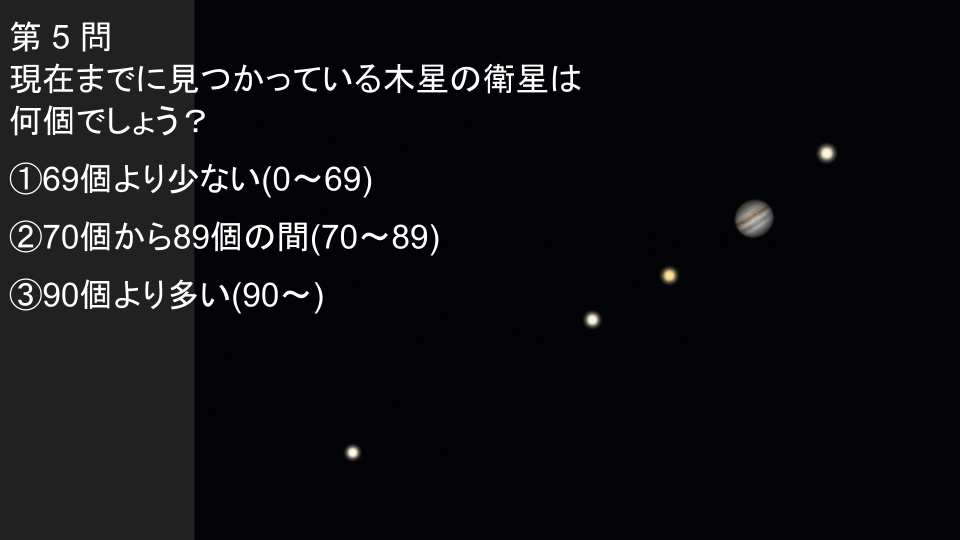 第 5 問
現在までに見つかっている木星の衛星は
何個でしょう？
①69個より少ない(0～69)
②70個から89個の間(70～89)
③90個より多い(90～)